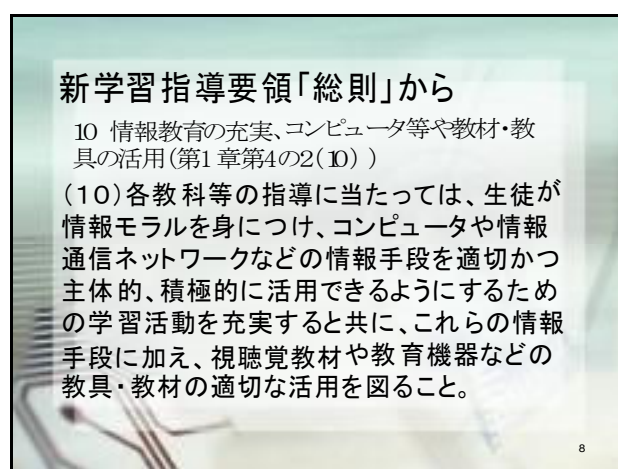 新学習指導要領「総則」から
10 情報教育の充実、コンピュータ等や教材・教
具の活用(第1章第4の2(10))
(10)各教科等の指導に当たっては、生徒が
情報モラルを身につけ、コンピュータや情報
通信ネットワークなどの情報手段を適切かつ
主体的、積極的に活用できるようにするため
の学習活動を充実すると共に、これらの情報
手段に加え、視聴覚教材や教育機器などの
教具・教材の適切な活用を図ること。
8